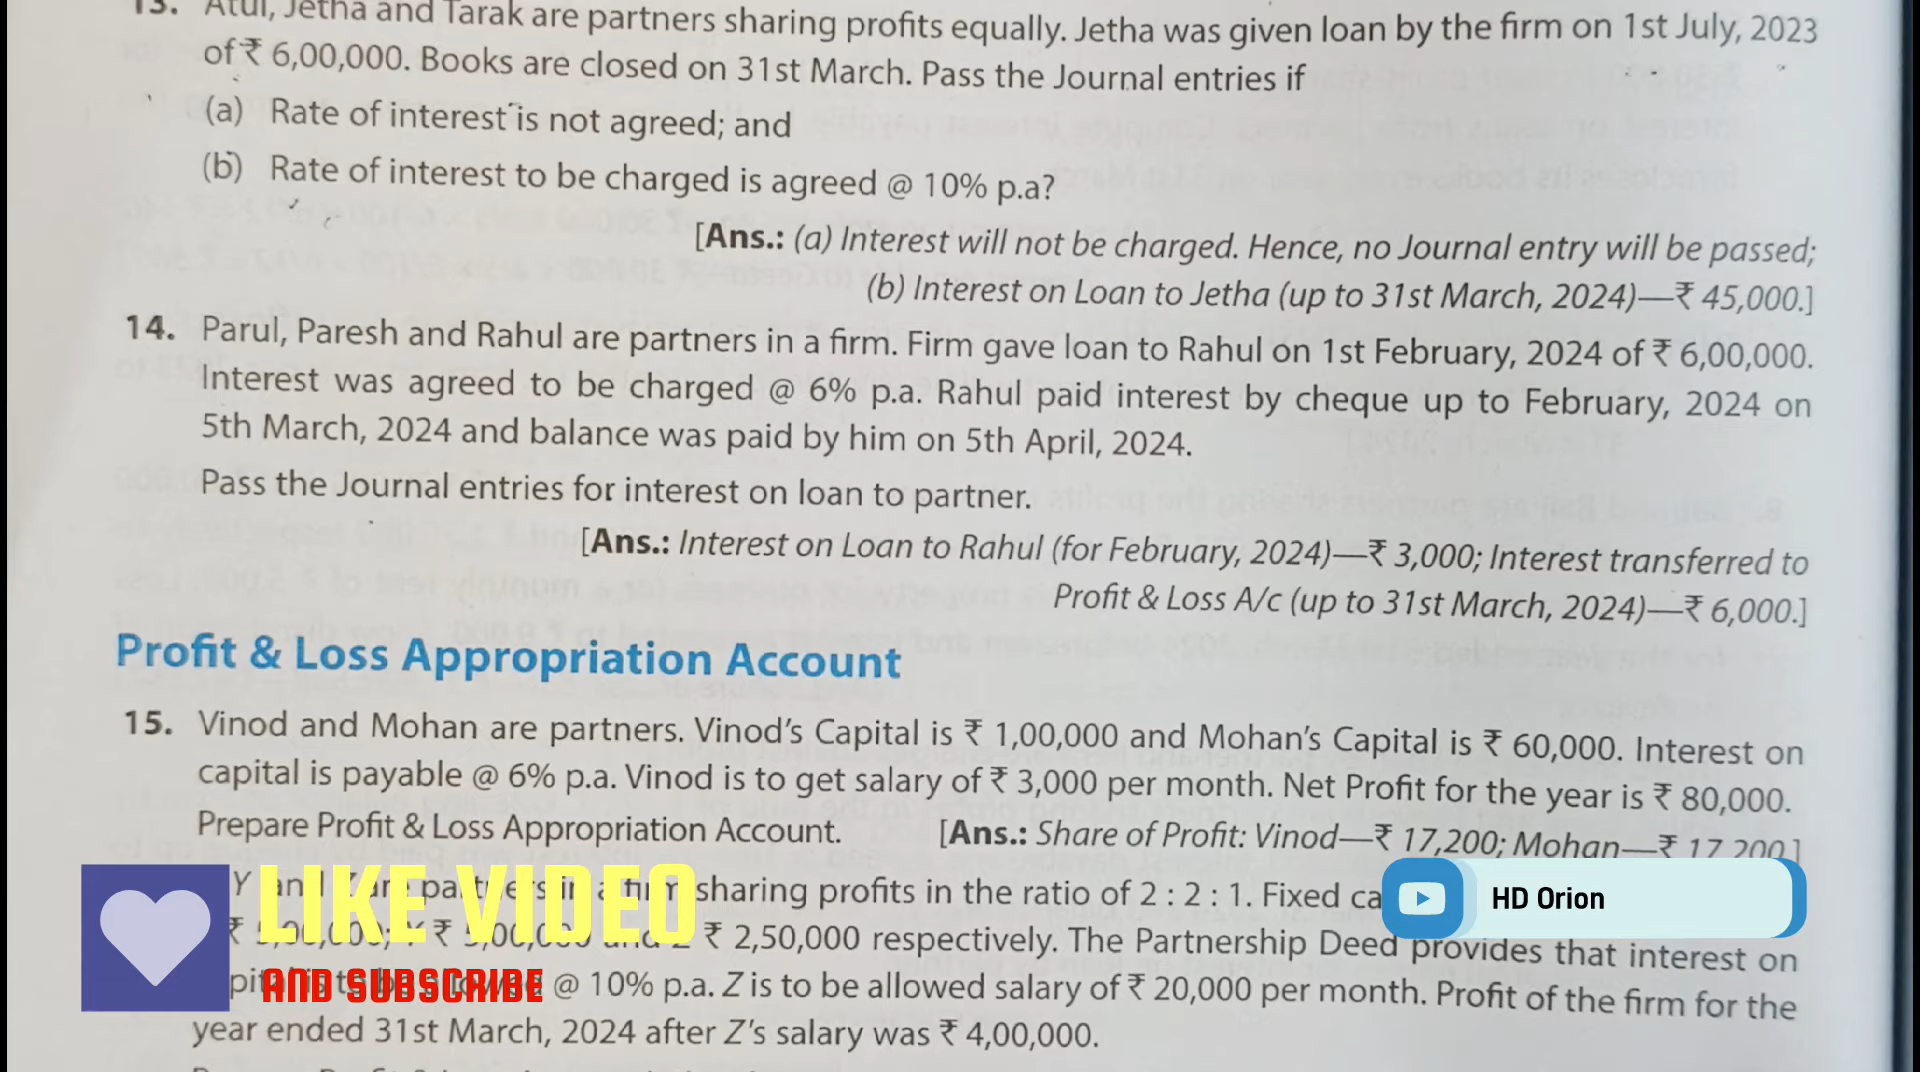 13. Atul, Jetha and Tarak are partners sharing profits equally. Jetha was given loan by the firm on 1st July, 2023
of ₹ 6,00,000. Books are closed on 31st March. Pass the Journal entries if
(a) Rate of interest is not agreed; and
(b) Rate of interest to be charged is agreed @ 10% p.a?
[Ans.: (a) Interest will not be charged. Hence, no Journal entry will be passed;
(b) Interest on Loan to Jetha (up to 31st March, 2024)—₹ 45,000.]
14. Parul, Paresh and Rahul are partners in a firm. Firm gave loan to Rahul on 1st February, 2024 of ₹ 6,00,000.
Interest was agreed to be charged @ 6% p.a. Rahul paid interest by cheque up to February, 2024 on
5th March, 2024 and balance was paid by him on 5th April, 2024.
Pass the Journal entries for interest on loan to partner.
[Ans.: Interest on Loan to Rahul (for February, 2024)—₹ 3,000; Interest transferred to
Profit & Loss A/c (up to 31st March, 2024)—₹ 6,000.]
Profit & Loss Appropriation Account
15. Vinod and Mohan are partners. Vinod's Capital is ₹ 1,00,000 and Mohan's Capital is ₹ 60,000. Interest on
capital is payable @ 6% p.a. Vinod is to get salary of ₹ 3,000 per month. Net Profit for the year is ₹ 80,000.
Prepare Profit & Loss Appropriation Account. [Ans.: Share of Profit: Vinod—₹ 17,200; Mohan—₹ 17,200]
Y and partners in a firm sharing profits in the ratio of 2 : 2 : 1. Fixed
₹ 2,50,000 respectively. The Partnership Deed provides that interest on
@ 10% p.a. Z is to be allowed salary of ₹ 20,000 per month. Profit of the firm for the
year ended 31st March, 2024 after Z's salary was ₹ 4,00,000.
LIKE VIDEO
AND SUBSCRIBE
HD Orion